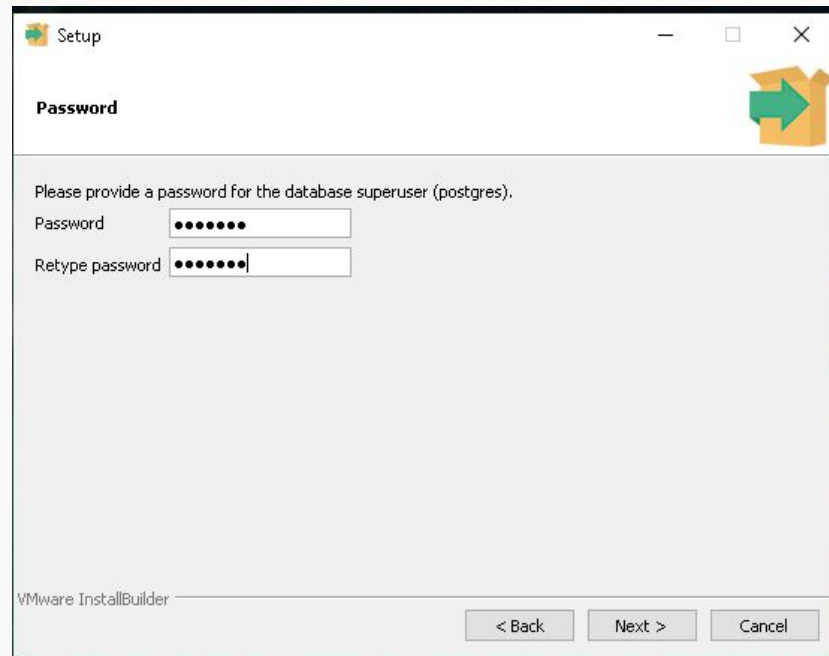 Setup
Password
Please provide a password for the database superuser (postgres).
Password
Retype password
VMware InstallBuilder
< Back Next > Cancel